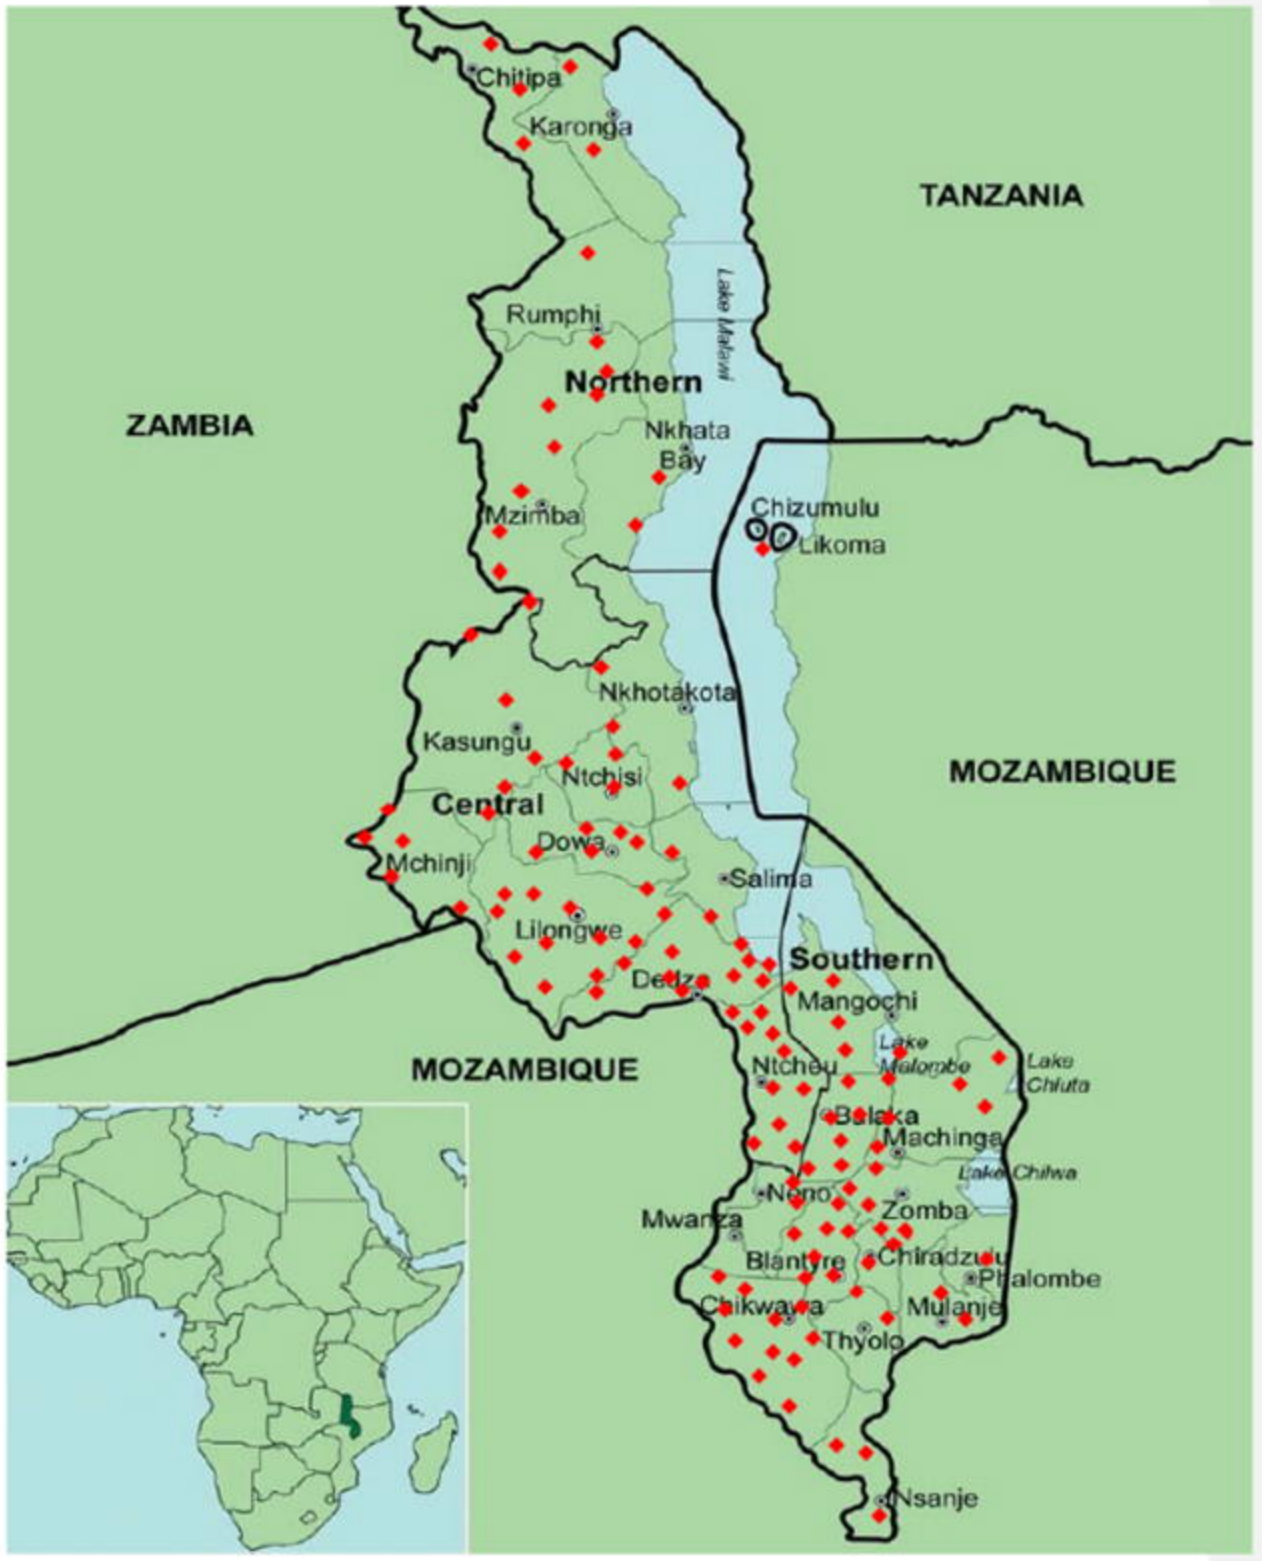 Chitipa
Karonga
TANZANIA
Lake Malawi
Rumphi
Northern
ZAMBIA
Nkhata
Bay
Mzimba
Chizumulu
Likoma
Nkhotakota
Kasungu
Ntchisi
MOZAMBIQUE
Central
Dowa
Mchinji
Salima
Lilongwe
Southern
Dedza
Mangochi
Lake
Malombe
Lake
Chiuta
MOZAMBIQUE
Ntcheu
Balaka
Machinga
Lake Chilwa
Neno
Zomba
Mwanza
Blantyre
Chiradzulu
Phalombe
Chikwawa
Mulanje
Thyolo
Nsanje